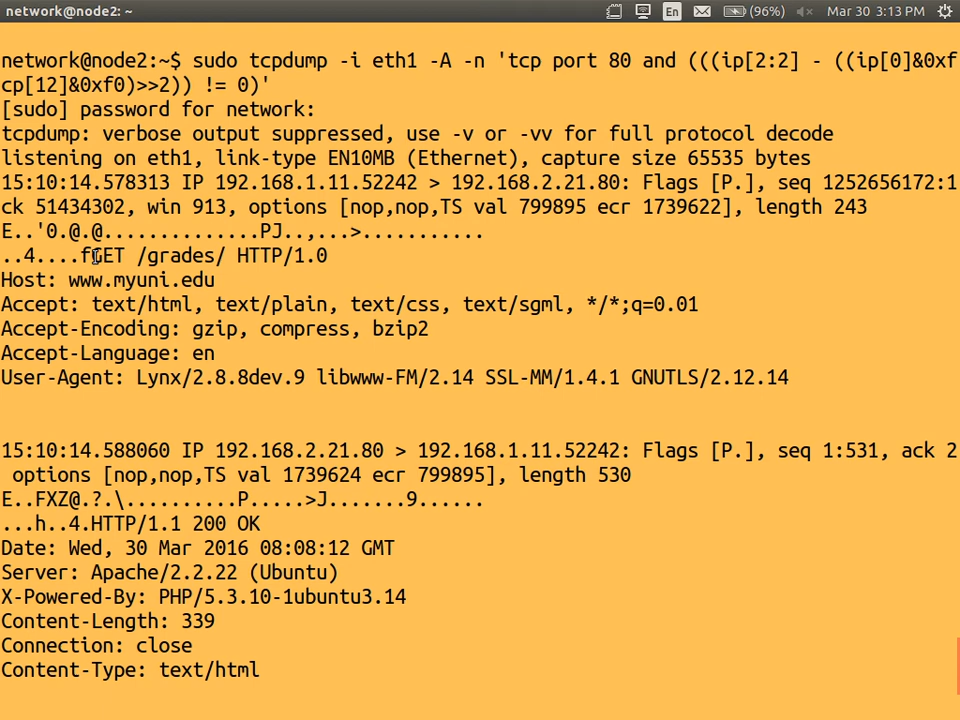 network@node2: ~ En (96%) Mar 30 3:13 PM
network@node2:~$ sudo tcpdump -i eth1 -A -n 'tcp port 80 and (((ip[2:2] - ((ip[0]&0xf
cp[12]&0xf0)>>2)) != 0)'
[sudo] password for network:
tcpdump: verbose output suppressed, use -v or -vv for full protocol decode
listening on eth1, link-type EN10MB (Ethernet), capture size 65535 bytes
15:10:14.578313 IP 192.168.1.11.52242 > 192.168.2.21.80: Flags [P.], seq 1252656172:1
ck 51434302, win 913, options [nop,nop,TS val 799895 ecr 1739622], length 243
E..'0.@.@..............PJ..,...>...........
..4....fGET /grades/ HTTP/1.0
Host: www.myuni.edu
Accept: text/html, text/plain, text/css, text/sgml, */*;q=0.01
Accept-Encoding: gzip, compress, bzip2
Accept-Language: en
User-Agent: Lynx/2.8.8dev.9 libwww-FM/2.14 SSL-MM/1.4.1 GNUTLS/2.12.14
15:10:14.588060 IP 192.168.2.21.80 > 192.168.1.11.52242: Flags [P.], seq 1:531, ack 2
options [nop,nop,TS val 1739624 ecr 799895], length 530
E..FXZ@.?.\..........P.....>J.......9......
...h..4.HTTP/1.1 200 OK
Date: Wed, 30 Mar 2016 08:08:12 GMT
Server: Apache/2.2.22 (Ubuntu)
X-Powered-By: PHP/5.3.10-1ubuntu3.14
Content-Length: 339
Connection: close
Content-Type: text/html